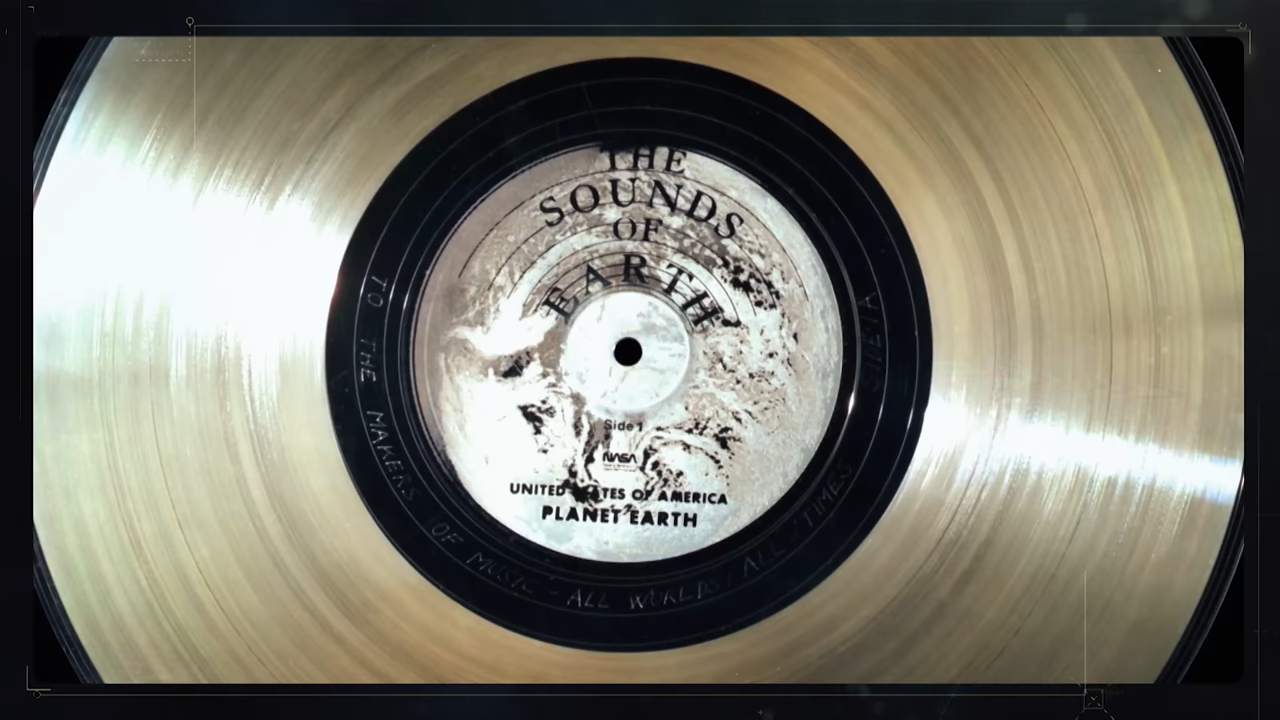 THE
SOUNDS
OF
EARTH
Side 1
NASA
UNITED STATES OF AMERICA
PLANET EARTH
TO THE MAKERS OF MUSIC - ALL WORLDS / ALL TIMES